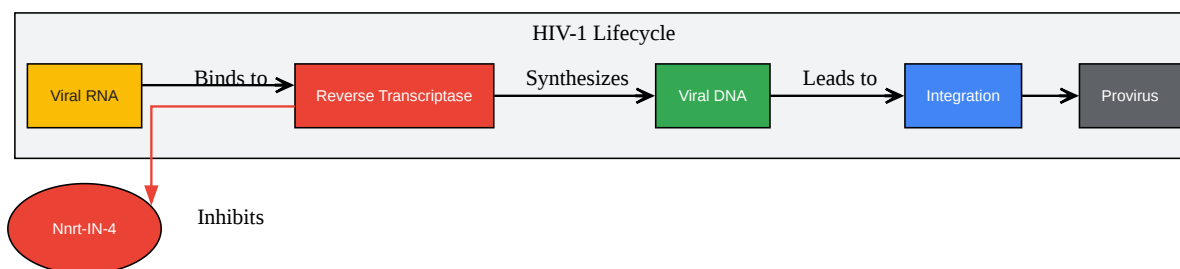 HIV-1 Lifecycle
Viral RNA
Binds to
Reverse Transcriptase
Synthesizes
Viral DNA
Leads to
Integration
Provirus
Nnrt-IN-4
Inhibits